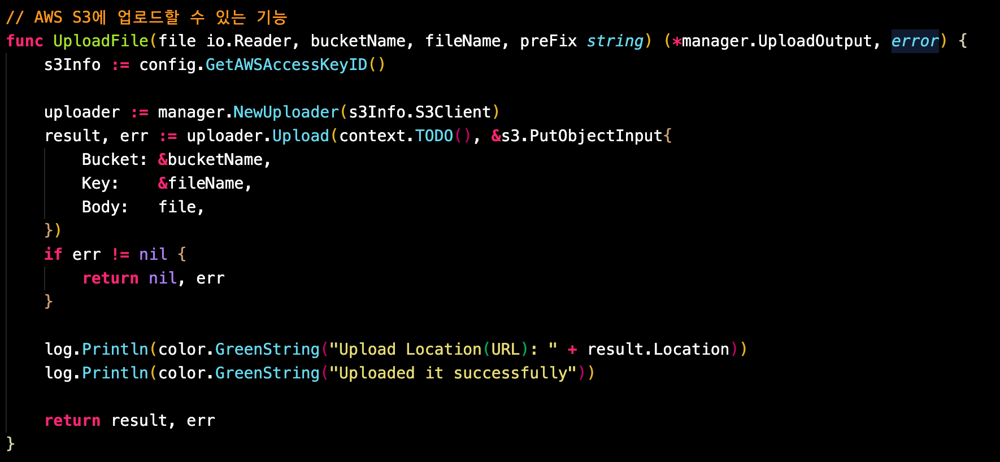 // AWS S3에 업로드할 수 있는 기능
func UploadFile(file io.Reader, bucketName, fileName, preFix string) (*manager.UploadOutput, error) {
    s3Info := config.GetAWSAccessKeyID()

    uploader := manager.NewUploader(s3Info.S3Client)
    result, err := uploader.Upload(context.TODO(), &s3.PutObjectInput{
        Bucket: &bucketName,
        Key:    &fileName,
        Body:   file,
    })
    if err != nil {
        return nil, err
    }

    log.Println(color.GreenString("Upload Location(URL): " + result.Location))
    log.Println(color.GreenString("Uploaded it successfully"))

    return result, err
}